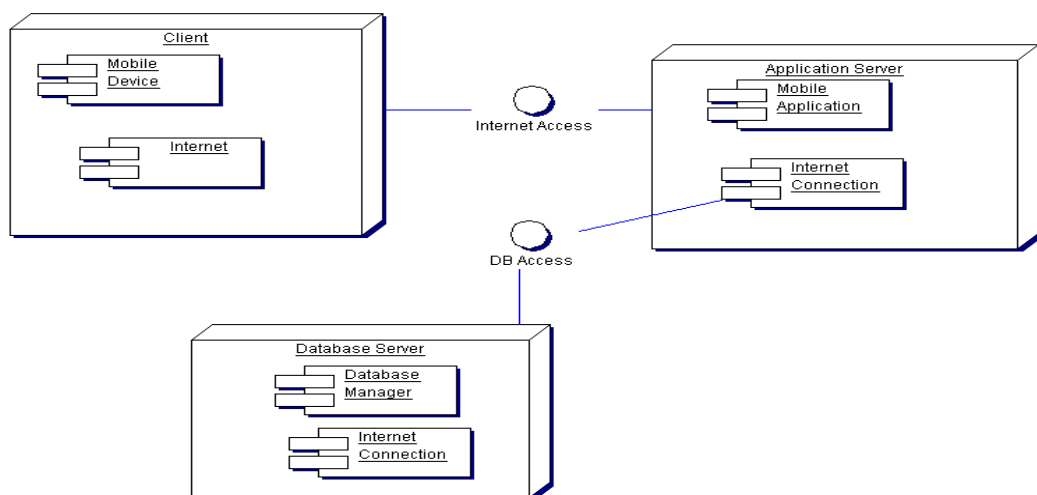 Client
Mobile
Device
Internet
Internet Access
Application Server
Mobile
Application
Internet
Connection
DB Access
Database Server
Database
Manager
Internet
Connection